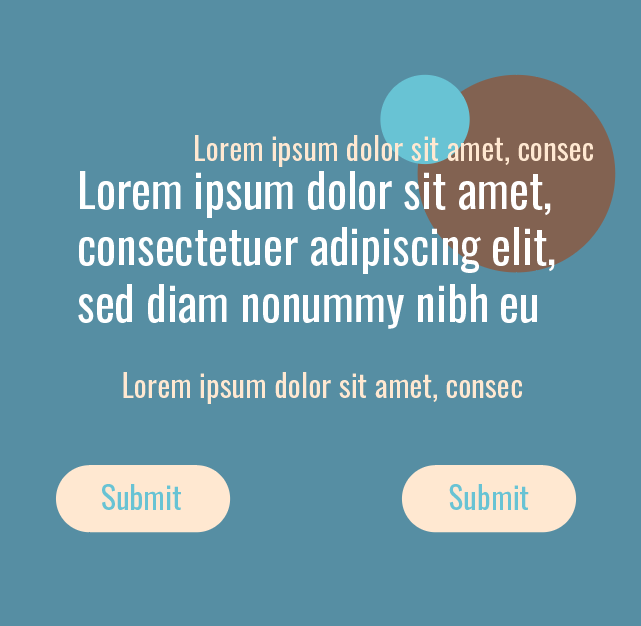 Lorem ipsum dolor sit amet, consec
Lorem ipsum dolor sit amet,
consectetuer adipiscing elit,
sed diam nonummy nibh eu
Lorem ipsum dolor sit amet, consec
Submit
Submit